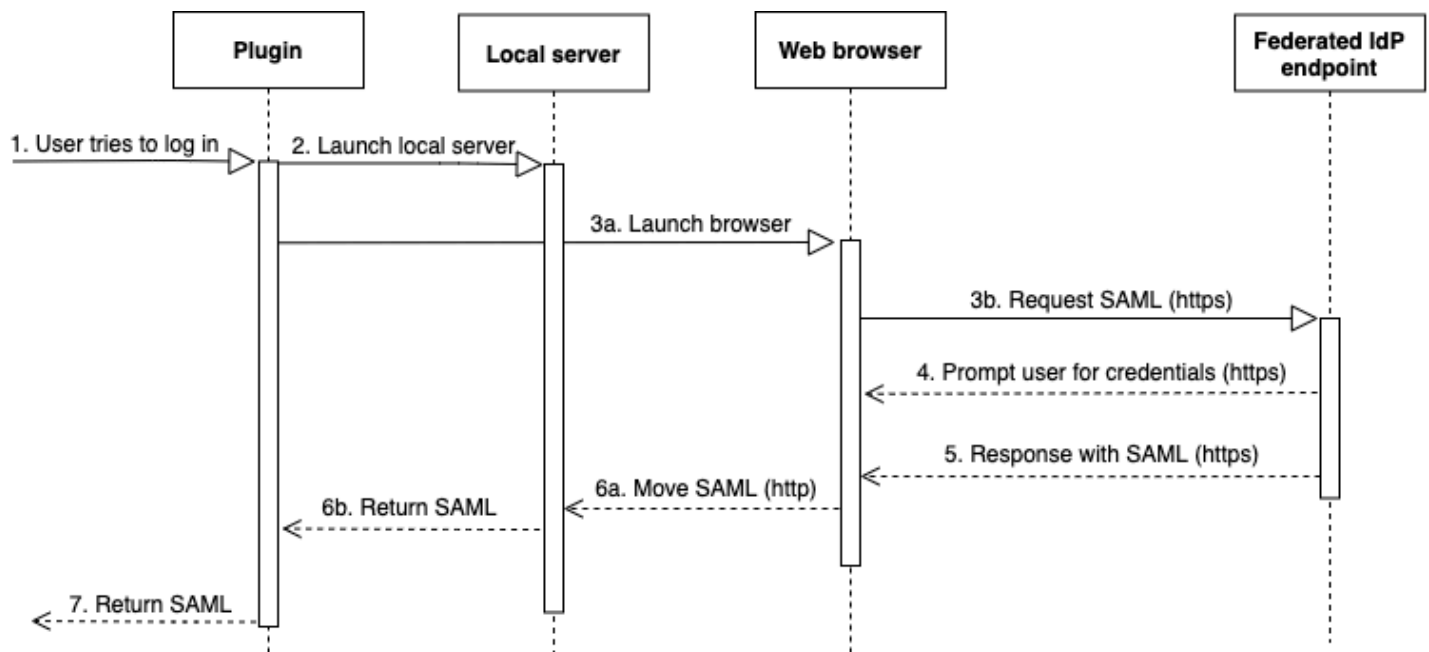 Plugin
Local server
Web browser
Federated IdP
endpoint
1. User tries to log in
2. Launch local server
3a. Launch browser
3b. Request SAML (https)
4. Prompt user for credentials (https)
5. Response with SAML (https)
6a. Move SAML (http)
6b. Return SAML
7. Return SAML